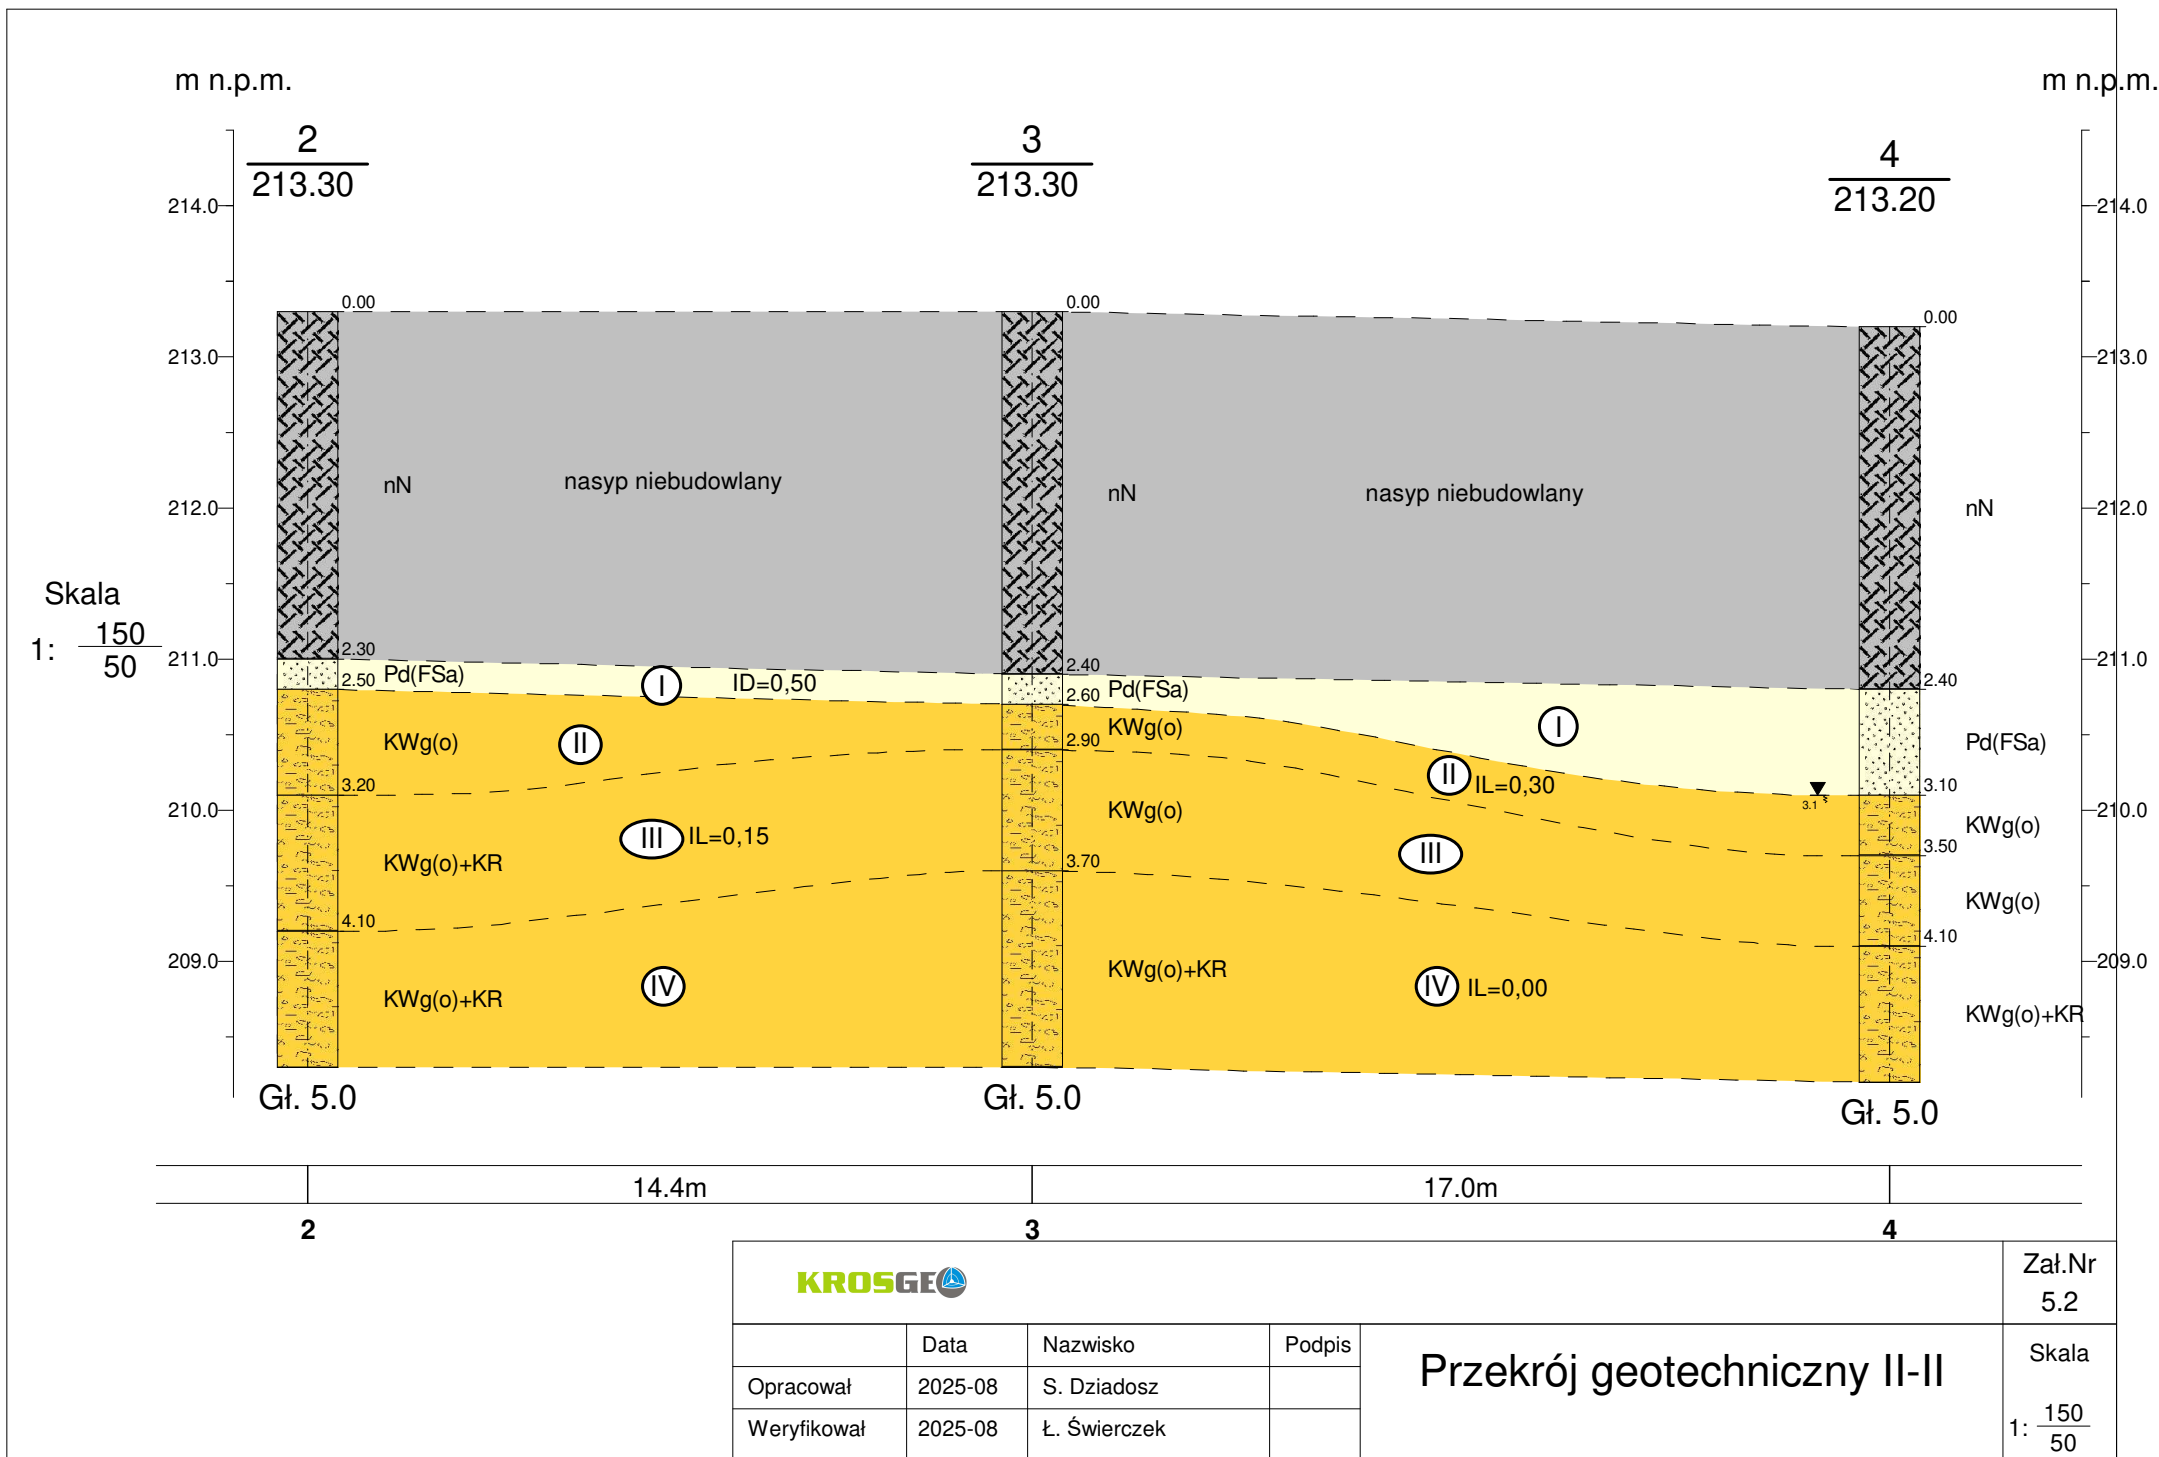 m n.p.m.
m n.p.m.
2
213.30
3
213.30
4
213.20
214.0
214.0
0.00
0.00
0.00
213.0
213.0
nN
nasyp niebudowlany
nN
nasyp niebudowlany
nN
212.0
212.0
Skala
1: 150
50
211.0
211.0
2.30
2.40
2.40
Pd(FSa)
I
ID=0,50
Pd(FSa)
I
Pd(FSa)
2.50
2.60
3.10
KWg(o)
II
KWg(o)
II
IL=0,30
3.1
KWg(o)
3.20
2.90
3.50
210.0
210.0
KWg(o)+KR
III
IL=0,15
KWg(o)
III
KWg(o)
4.10
3.70
4.10
209.0
209.0
KWg(o)+KR
IV
KWg(o)+KR
IV
IL=0,00
KWg(o)+KR
Gł. 5.0
Gł. 5.0
Gł. 5.0
14.4m
17.0m
2
3
4
KROSGEO
Zał.Nr
5.2
Data
Nazwisko
Podpis
Opracował
2025-08
S. Dziadosz
Weryfikował
2025-08
Ł. Świerczek
Przekrój geotechniczny II-II
Skala
1: 150
50